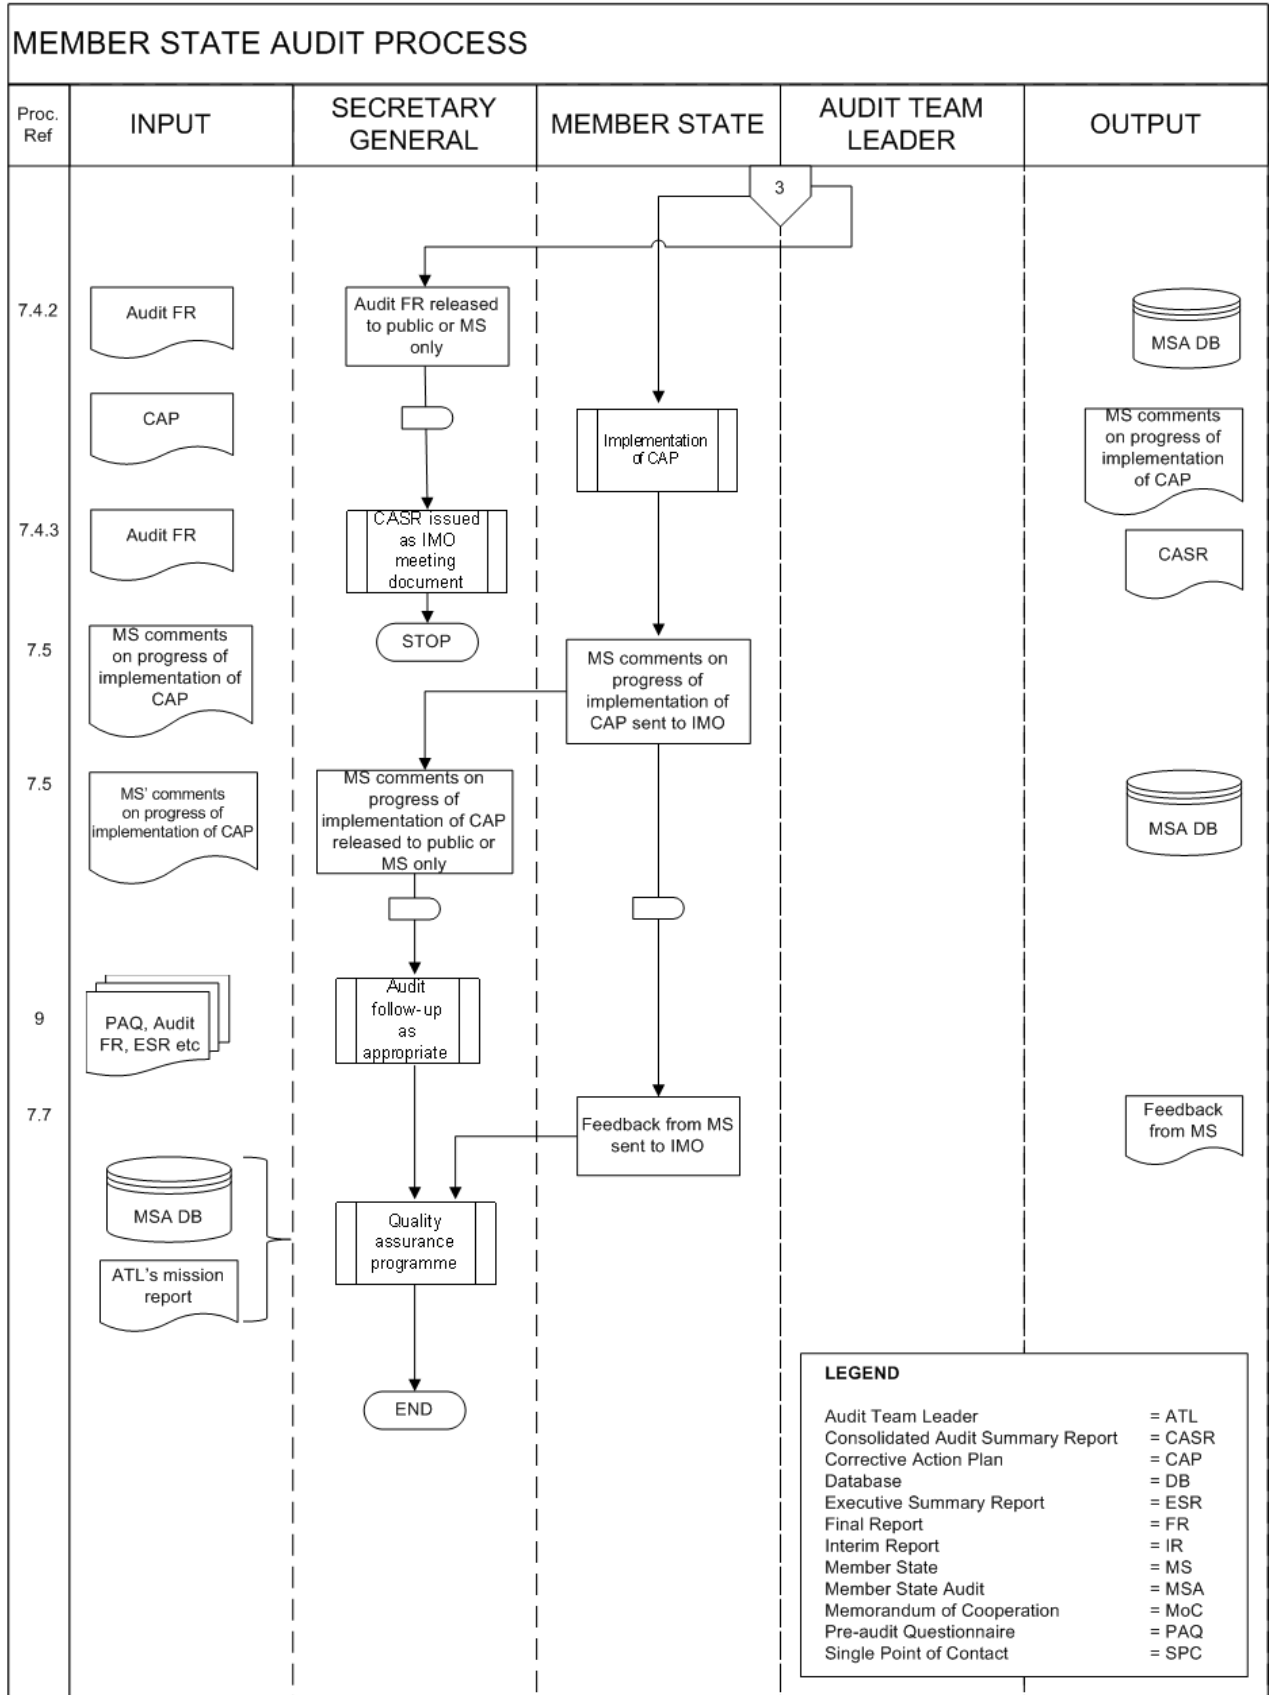 MEMBER STATE AUDIT PROCESS
Proc.
Ref
INPUT
SECRETARY
GENERAL
MEMBER STATE
AUDIT TEAM
LEADER
OUTPUT
3
7.4.2
Audit FR
Audit FR released
to public or MS
only
MSA DB
CAP
Implementation
of CAP
MS comments
on progress of
implementation
of CAP
7.4.3
Audit FR
CASR issued
as IMO
meeting
document
CASR
STOP
7.5
MS comments
on progress of
implementation of
CAP
MS comments on
progress of
implementation of
CAP sent to IMO
7.5
MS' comments
on progress of
implementation of CAP
MS comments on
progress of
implementation of CAP
released to public or
MS only
MSA DB
9
PAQ, Audit
FR, ESR etc
Audit
follow-up
as
appropriate
7.7
Feedback from MS
sent to IMO
Feedback
from MS
MSA DB
ATL's mission
report
Quality
assurance
programme
END
LEGEND
Audit Team Leader = ATL
Consolidated Audit Summary Report = CASR
Corrective Action Plan = CAP
Database = DB
Executive Summary Report = ESR
Final Report = FR
Interim Report = IR
Member State = MS
Member State Audit = MSA
Memorandum of Cooperation = MoC
Pre-audit Questionnaire = PAQ
Single Point of Contact = SPC